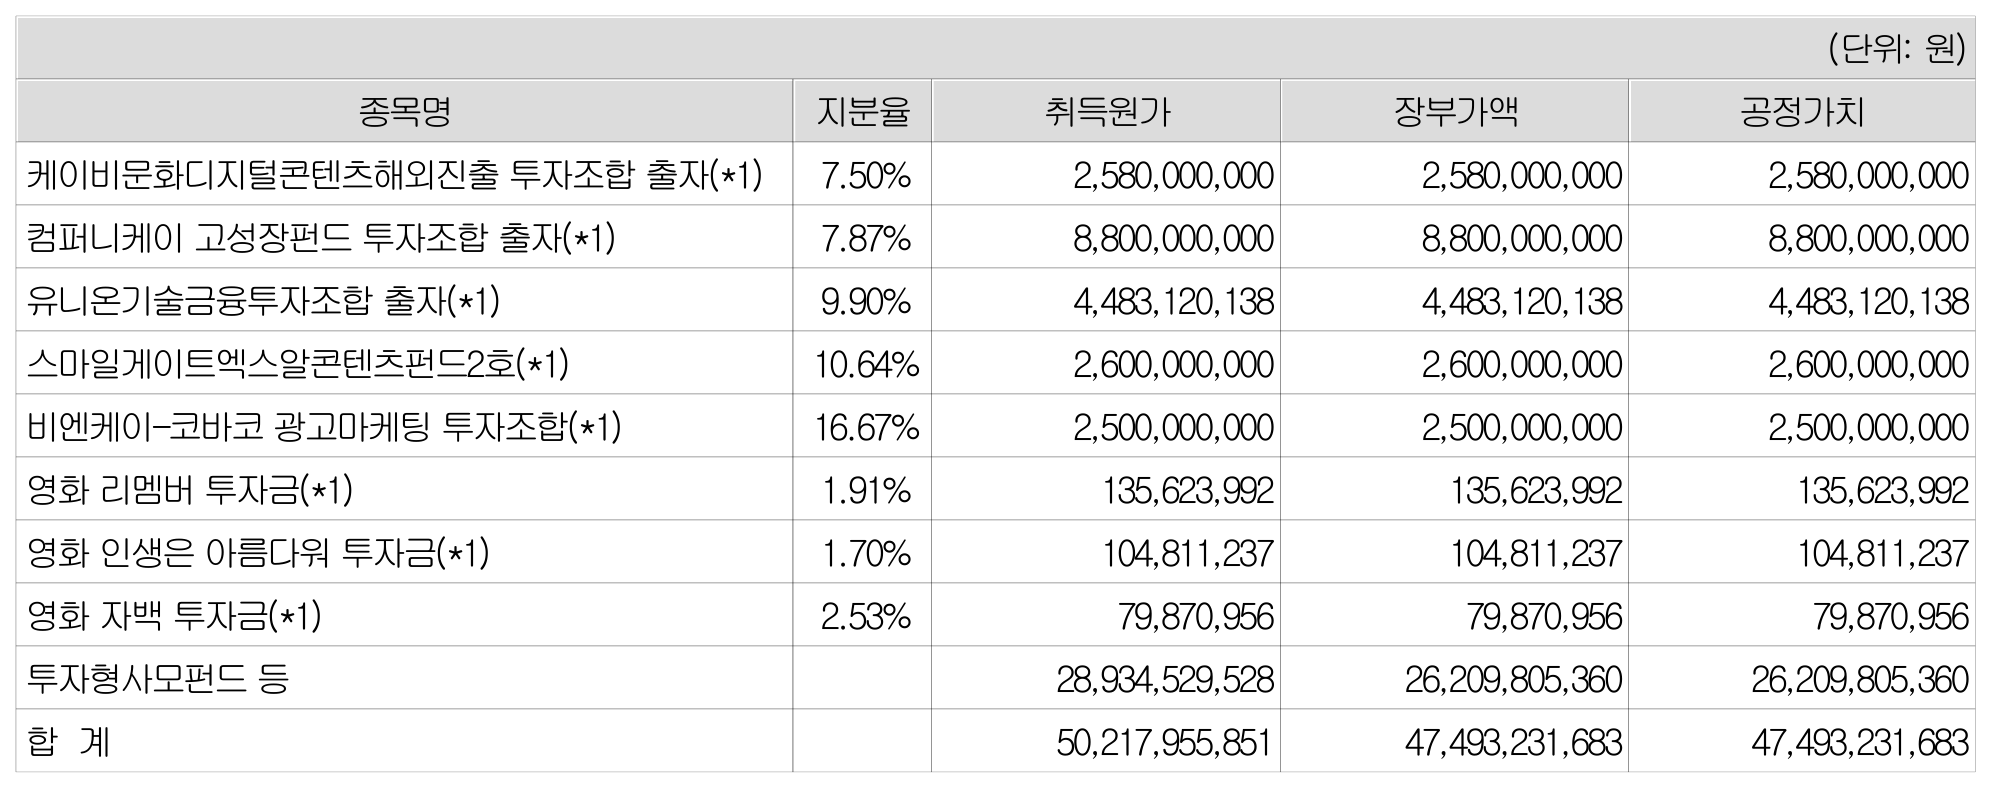 (단위: 원)
종목명 지분율 취득원가 장부가액 공정가치
케이비문화디지털콘텐츠해외진출 투자조합 출자(*1) 7.50% 2,580,000,000 2,580,000,000 2,580,000,000
컴퍼니케이 고성장펀드 투자조합 출자(*1) 7.87% 8,800,000,000 8,800,000,000 8,800,000,000
유니온기술금융투자조합 출자(*1) 9.90% 4,483,120,138 4,483,120,138 4,483,120,138
스마일게이트엑스알콘텐츠펀드2호(*1) 10.64% 2,600,000,000 2,600,000,000 2,600,000,000
비엔케이-코바코 광고마케팅 투자조합(*1) 16.67% 2,500,000,000 2,500,000,000 2,500,000,000
영화 리멤버 투자금(*1) 1.91% 135,623,992 135,623,992 135,623,992
영화 인생은 아름다워 투자금(*1) 1.70% 104,811,237 104,811,237 104,811,237
영화 자백 투자금(*1) 2.53% 79,870,956 79,870,956 79,870,956
투자형사모펀드 등 28,934,529,528 26,209,805,360 26,209,805,360
합 계 50,217,955,851 47,493,231,683 47,493,231,683